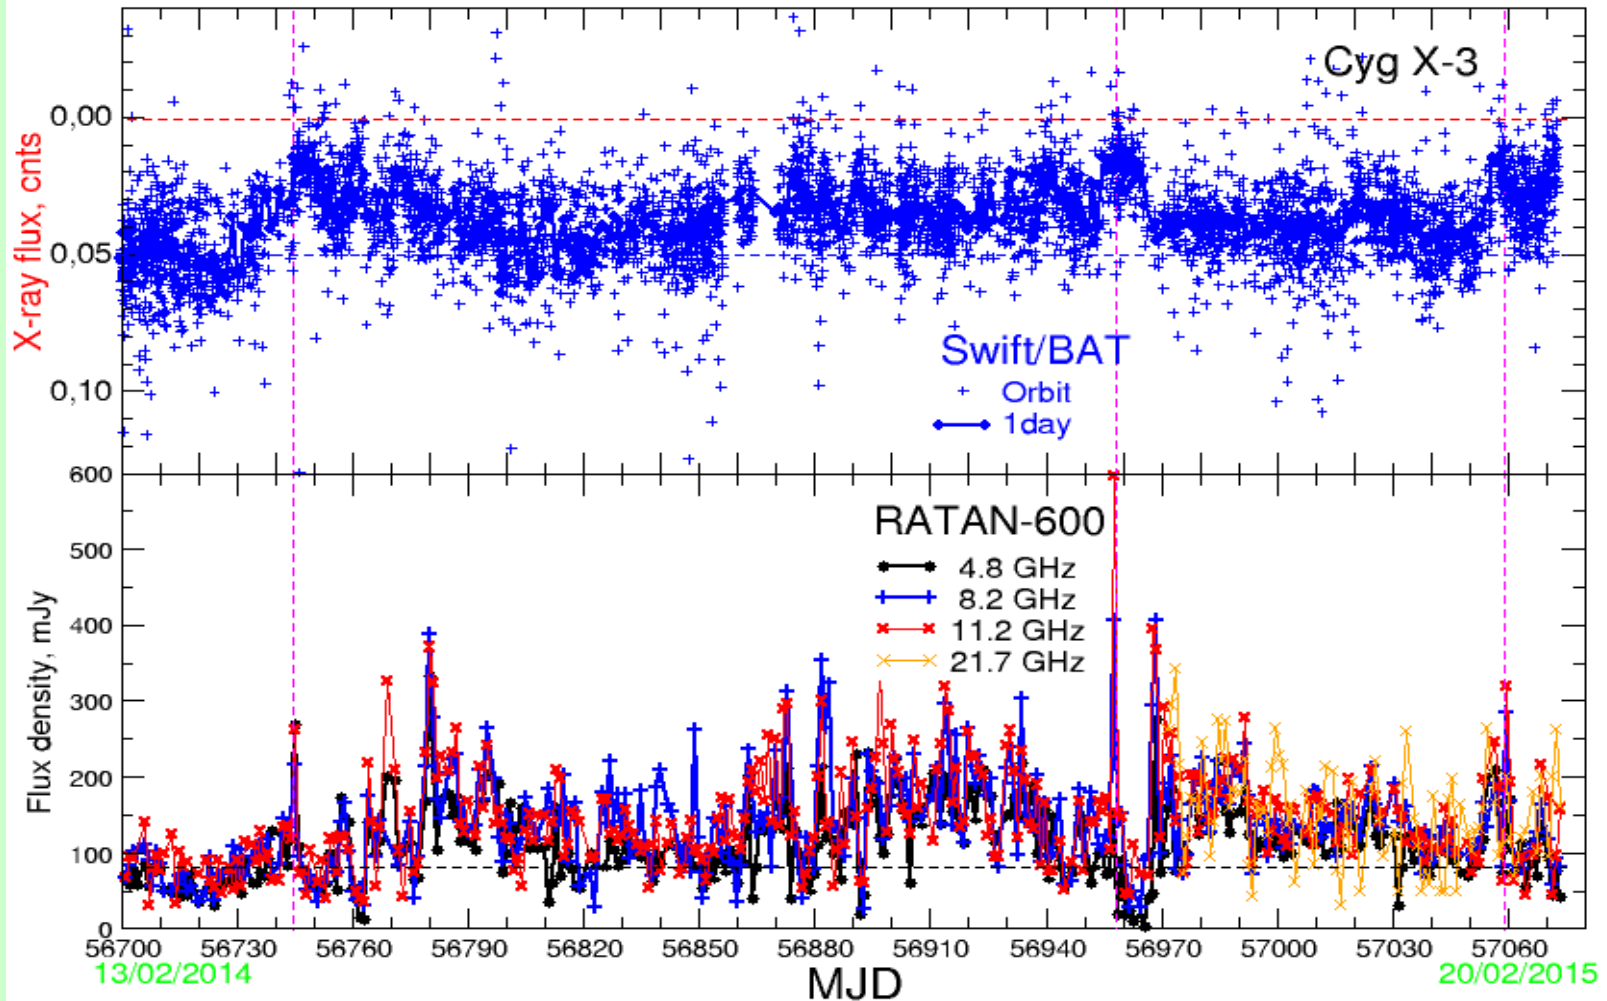 Cyg X-3
X-ray flux, cnts
0,00
0,05
0,10
Swift/BAT
Orbit
1day
Flux density, mJy
600
500
400
300
200
100
0
RATAN-600
4.8 GHz
8.2 GHz
11.2 GHz
21.7 GHz
56700 56730 56760 56790 56820 56850 56880 56910 56940 56970 57000 57030 57060
13/02/2014 MJD 20/02/2015